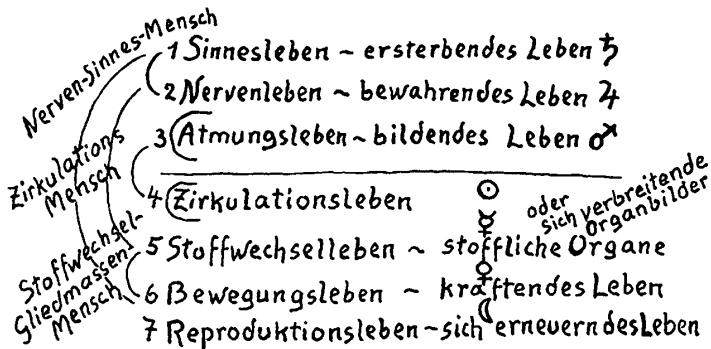 Nerven-Sinnes-Mensch
1 Sinnesleben ~ ersterbendes Leben ♄
2 Nervenleben ~ bewahrendes Leben ♃
3 Atmungsleben ~ bildendes Leben ♂
Zirkulations
Mensch
4 Zirkulationsleben ☉
oder
sich verbreitende
Organbilder
☿
Stoffwechsel-
Gliedmassen
Mensch
5 Stoffwechselleben ~ stoffliche Organe
♀
6 Bewegungsleben ~ kraftendes Leben
☾
7 Reproduktionsleben ~ sich erneuerndes Leben